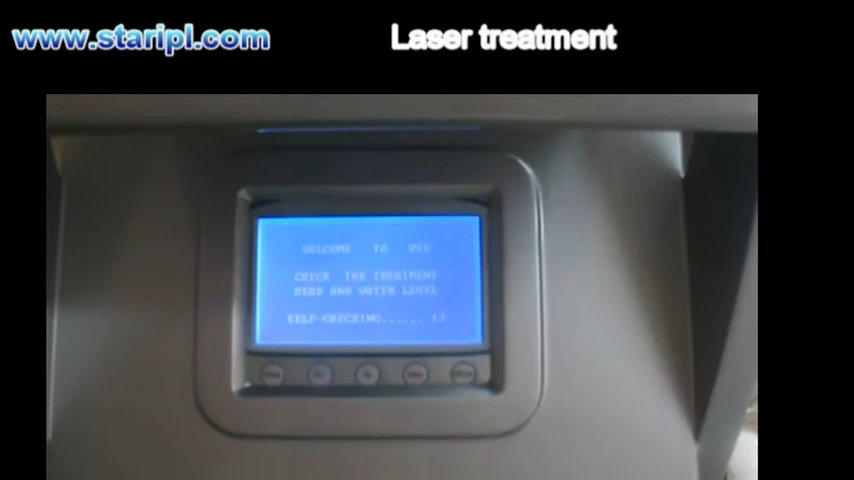 www.staripl.com
Laser treatment
WELCOME TO USE
CHECK THE TREATMENT
HEAD AND WATER LEVEL
SELF-CHECKING......